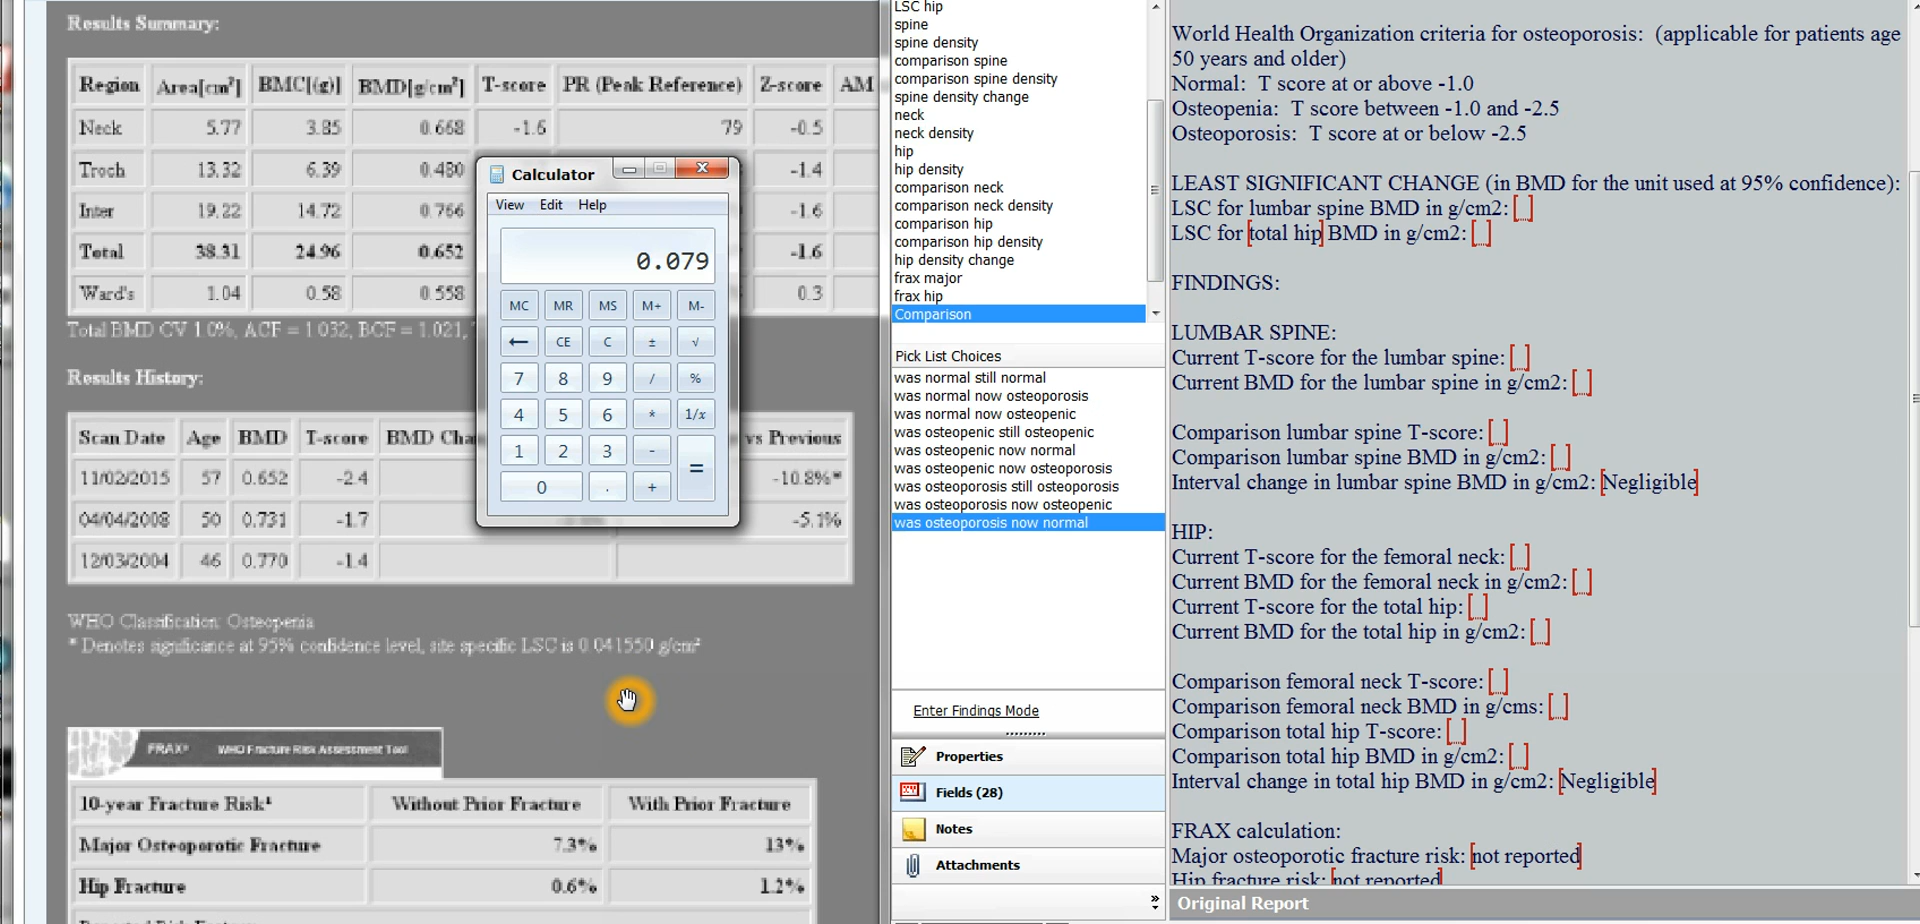 Results Summary:
Region Area[cm²] BMC[(g)] BMD[g/cm²] T-score PR (Peak Reference) Z-score AM
Neck 5.77 3.85 0.668 -1.6 79 -0.5
Troch 13.32 6.39 0.480 -1.4
Inter 19.22 14.72 0.766 -1.6
Total 38.31 24.96 0.652 -1.6
Ward's 1.04 0.58 0.558 0.3
Total BMD CV 1.0%, ACF = 1.032, BCF = 1.021,
Results History:
Scan Date Age BMD T-score BMD Cha vs Previous
11/02/2015 57 0.652 -2.4 -10.8%*
04/04/2008 50 0.731 -1.7 -5.1%
12/03/2004 46 0.770 -1.4
WHO Classification: Osteopenia
* Denotes significance at 95% confidence level, site specific LSC is 0.041550 g/cm²
FRAX® WHO Fracture Risk Assessment Tool
10-year Fracture Risk¹ Without Prior Fracture With Prior Fracture
Major Osteoporotic Fracture 7.3% 13%
Hip Fracture 0.6% 1.2%
Calculator
View Edit Help
0.079
MC MR MS M+ M-
← CE C ± √
7 8 9 / %
4 5 6 * 1/x
1 2 3 - =
0 . +
LSC hip
spine
spine density
comparison spine
comparison spine density
spine density change
neck
neck density
hip
hip density
comparison neck
comparison neck density
comparison hip
comparison hip density
hip density change
frax major
frax hip
Comparison
Pick List Choices
was normal still normal
was normal now osteoporosis
was normal now osteopenic
was osteopenic still osteopenic
was osteopenic now normal
was osteopenic now osteoporosis
was osteoporosis still osteoporosis
was osteoporosis now osteopenic
was osteoporosis now normal
Enter Findings Mode
Properties
Fields (28)
Notes
Attachments
»
World Health Organization criteria for osteoporosis: (applicable for patients age
50 years and older)
Normal: T score at or above -1.0
Osteopenia: T score between -1.0 and -2.5
Osteoporosis: T score at or below -2.5
LEAST SIGNIFICANT CHANGE (in BMD for the unit used at 95% confidence):
LSC for lumbar spine BMD in g/cm2: [ ]
LSC for [total hip] BMD in g/cm2: [ ]
FINDINGS:
LUMBAR SPINE:
Current T-score for the lumbar spine: [ ]
Current BMD for the lumbar spine in g/cm2: [ ]
Comparison lumbar spine T-score: [ ]
Comparison lumbar spine BMD in g/cm2: [ ]
Interval change in lumbar spine BMD in g/cm2: [Negligible]
HIP:
Current T-score for the femoral neck: [ ]
Current BMD for the femoral neck in g/cm2: [ ]
Current T-score for the total hip: [ ]
Current BMD for the total hip in g/cm2: [ ]
Comparison femoral neck T-score: [ ]
Comparison femoral neck BMD in g/cms: [ ]
Comparison total hip T-score: [ ]
Comparison total hip BMD in g/cm2: [ ]
Interval change in total hip BMD in g/cm2: [Negligible]
FRAX calculation:
Major osteoporotic fracture risk: [not reported]
Hip fracture risk: [not reported]
Original Report